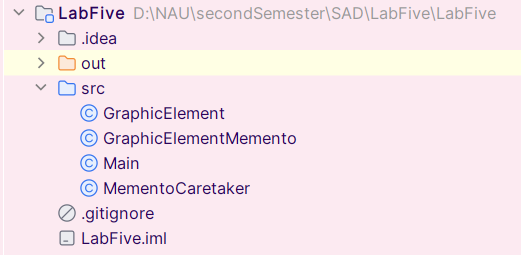 LabFive D:\NAU\secondSemester\SAD\LabFive\LabFive
.idea
out
src
GraphicElement
GraphicElementMemento
Main
MementoCaretaker
.gitignore
LabFive.iml